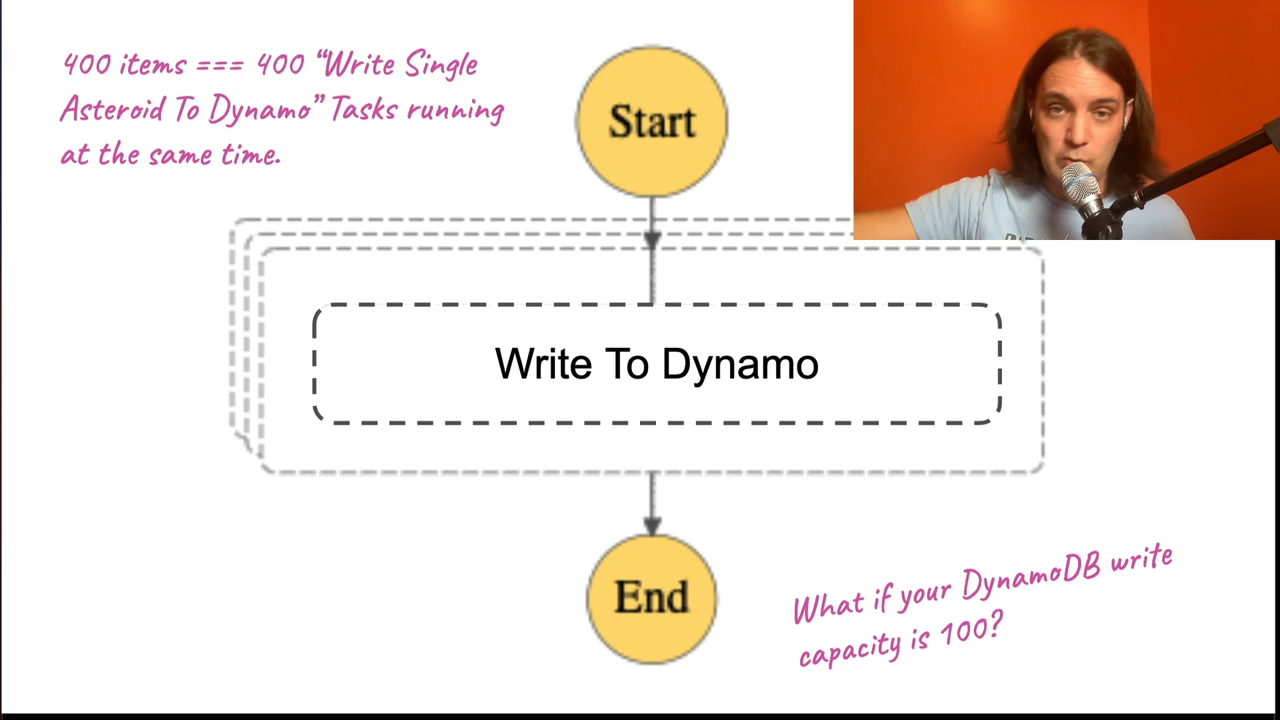 400 items === 400 “Write Single
Asteroid To Dynamo” Tasks running
at the same time.
Start
Write To Dynamo
End
What if your DynamoDB write
capacity is 100?